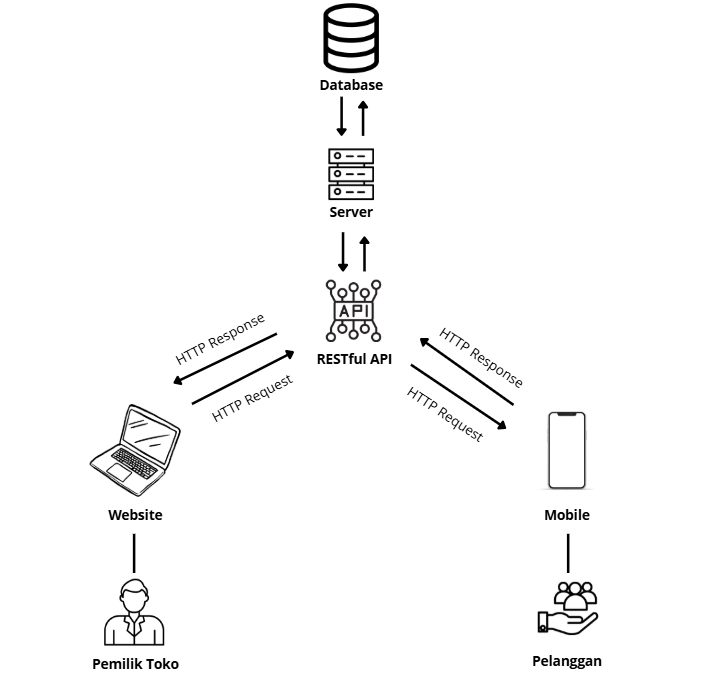 Database
Server
API
RESTful API
HTTP Response
HTTP Request
HTTP Response
HTTP Request
Website
Mobile
Pemilik Toko
Pelanggan